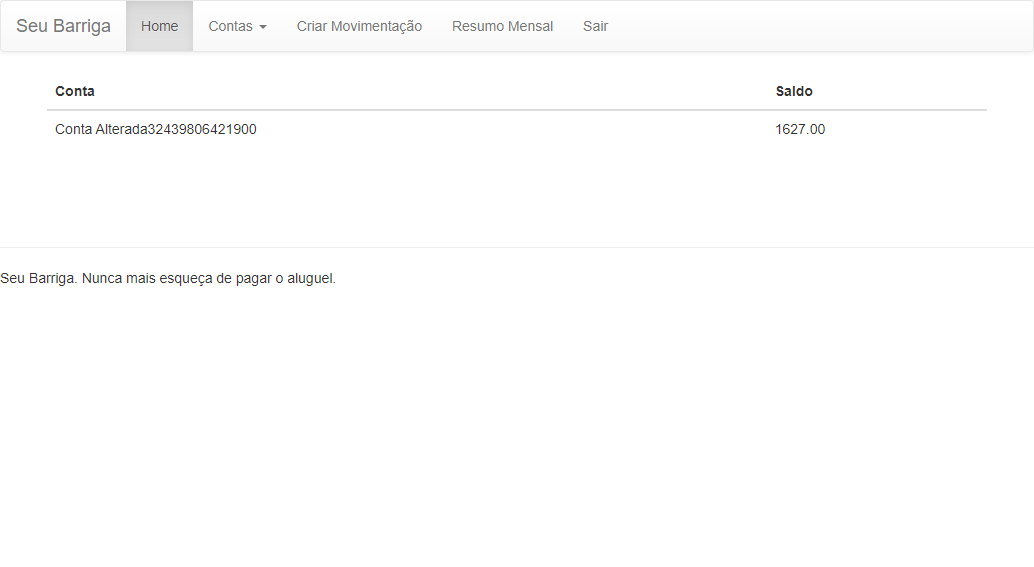 Seu Barriga Home Contas Criar Movimentação Resumo Mensal Sair
Conta Saldo
Conta Alterada32439806421900 1627.00
Seu Barriga. Nunca mais esqueça de pagar o aluguel.